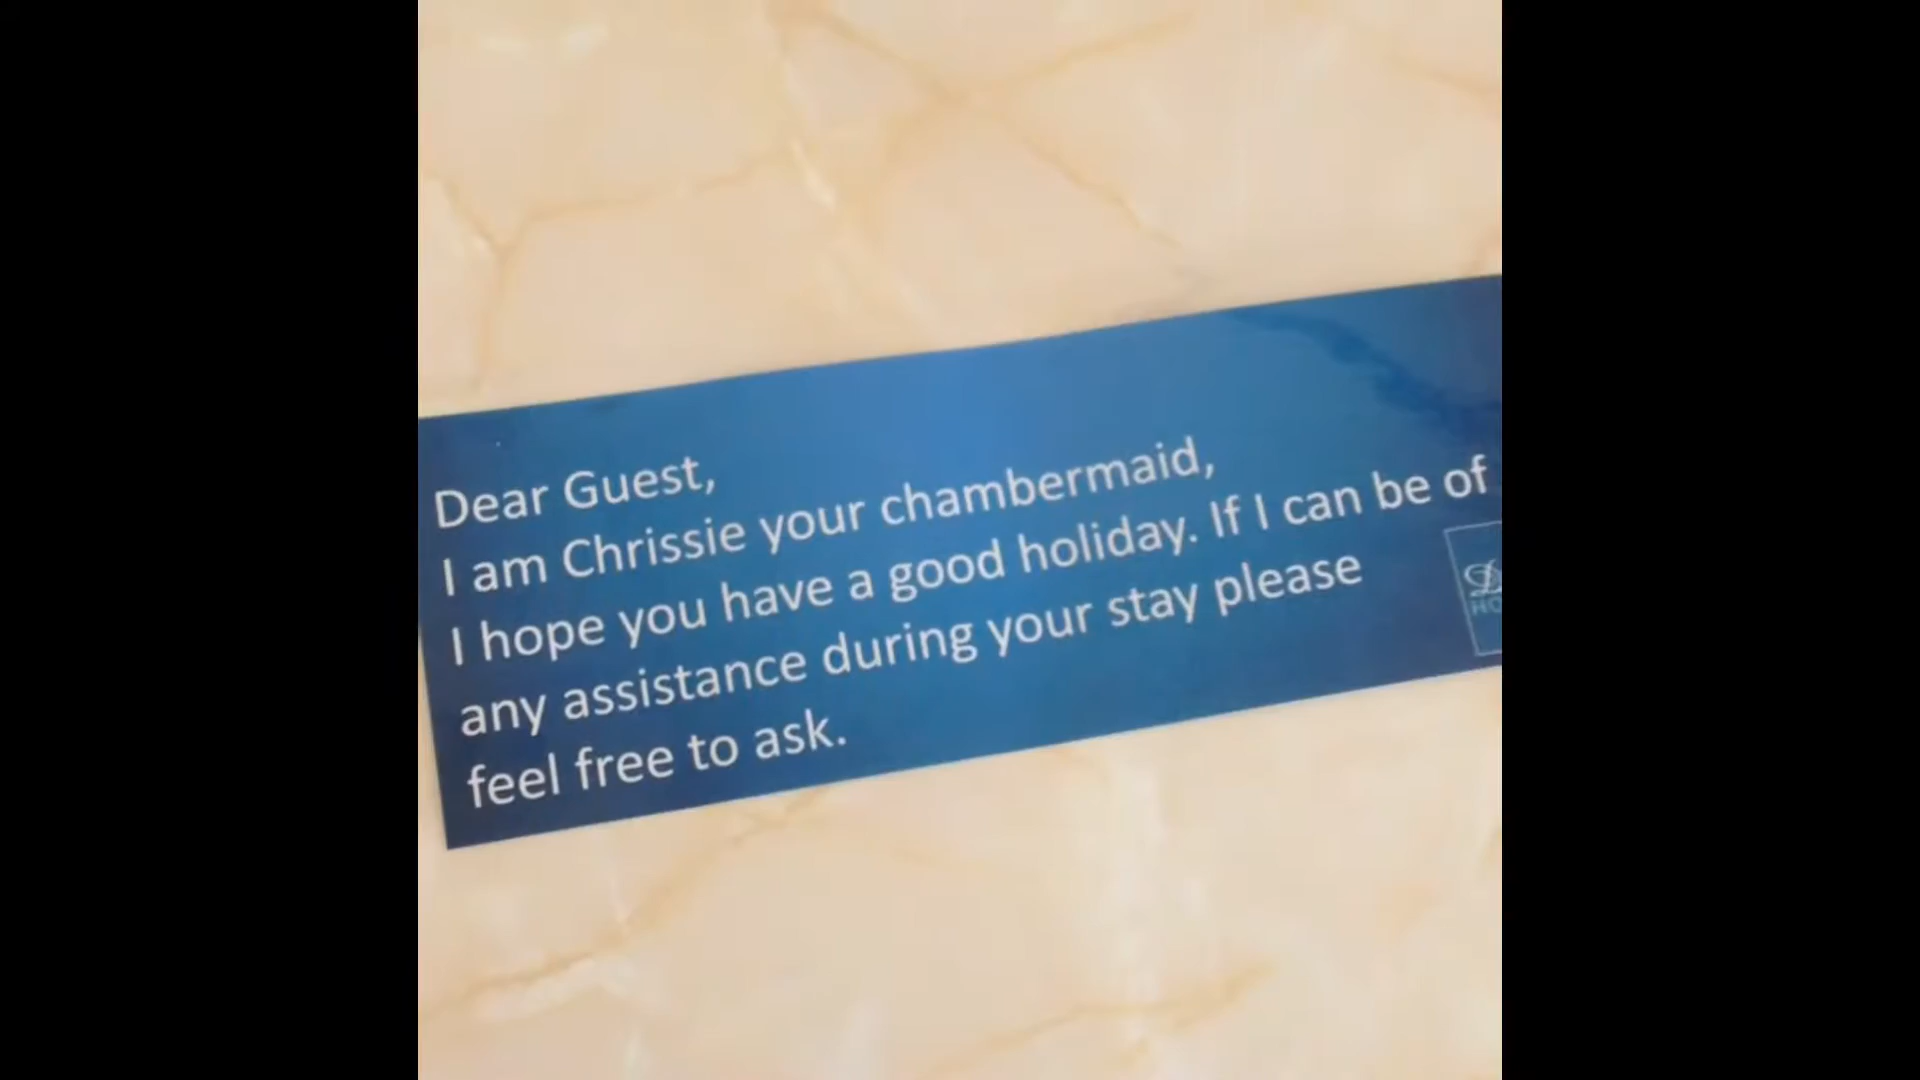 Dear Guest,
I am Chrissie your chambermaid,
I hope you have a good holiday. If I can be of
any assistance during your stay please
feel free to ask.